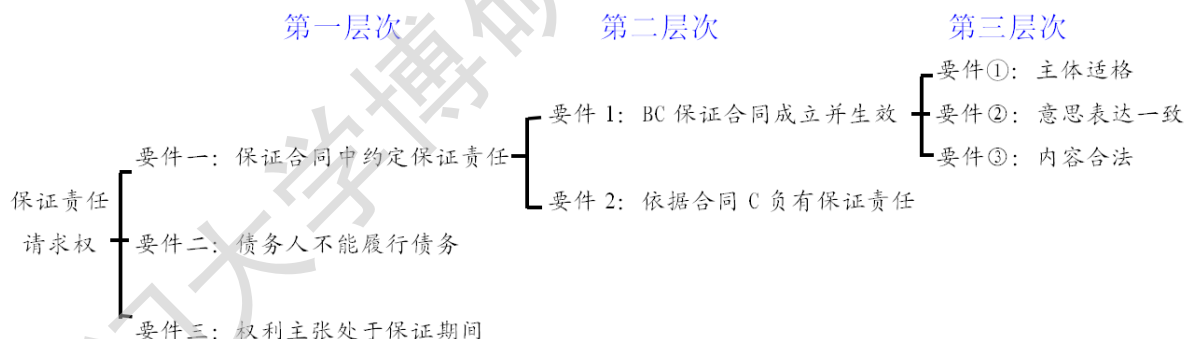 第一层次 第二层次 第三层次
要件①：主体适格
要件1：BC保证合同成立并生效 要件②：意思表达一致
要件一：保证合同中约定保证责任 要件③：内容合法
保证责任 要件2：依据合同C负有保证责任
请求权 要件二：债务人不能履行债务
要件三：权利主张处于保证期间
门大学博硕